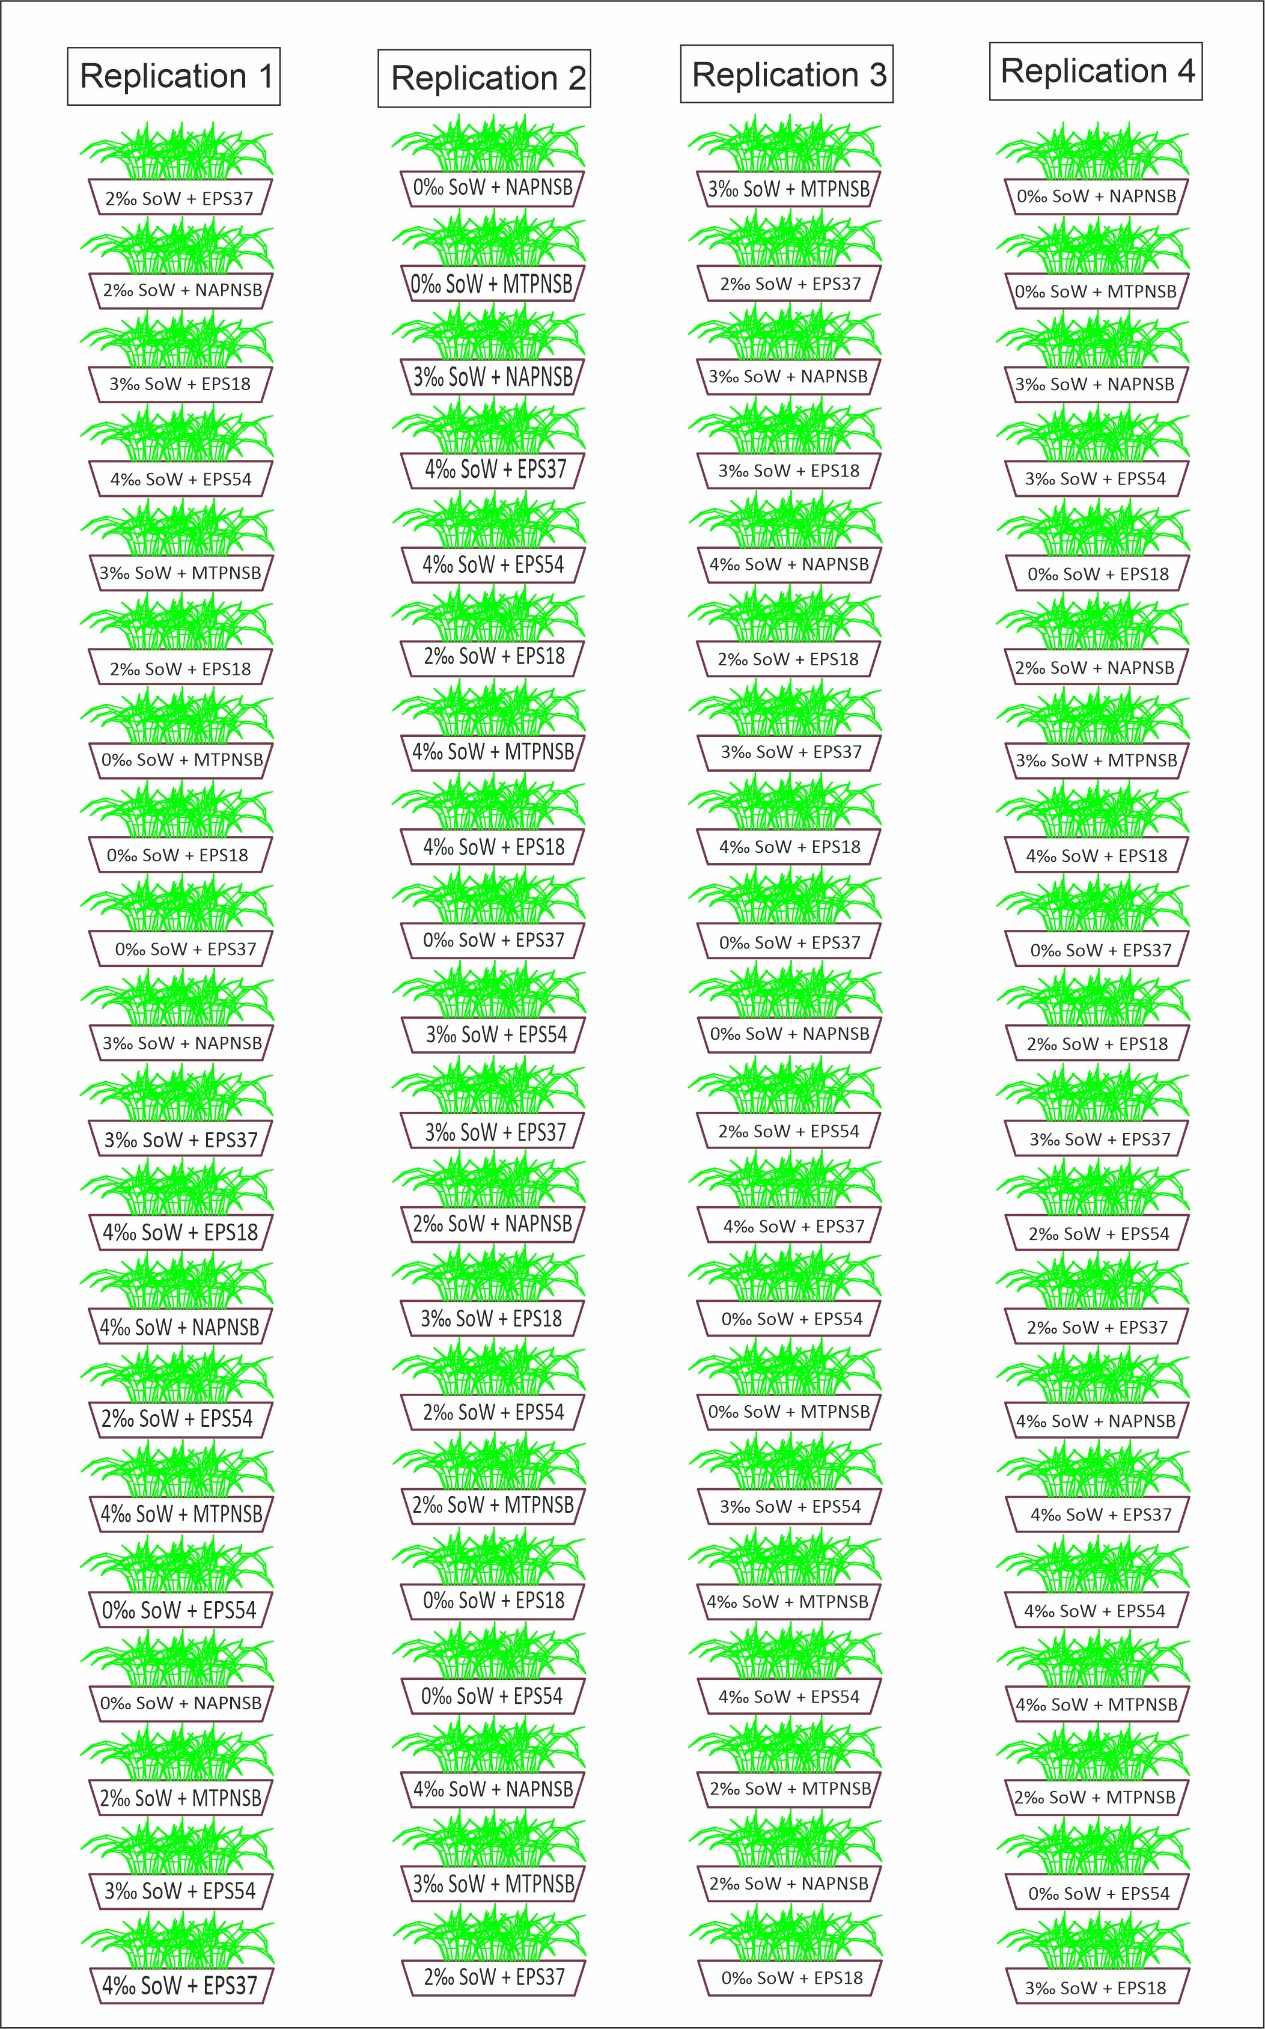 Replication 1
2‰ SoW + EPS37
2‰ SoW + NAPNSB
3‰ SoW + EPS18
4‰ SoW + EPS54
3‰ SoW + MTPNSB
2‰ SoW + EPS18
0‰ SoW + MTPNSB
0‰ SoW + EPS18
0‰ SoW + EPS37
3‰ SoW + NAPNSB
3‰ SoW + EPS37
4‰ SoW + EPS18
4‰ SoW + NAPNSB
2‰ SoW + EPS54
4‰ SoW + MTPNSB
0‰ SoW + EPS54
0‰ SoW + NAPNSB
2‰ SoW + MTPNSB
3‰ SoW + EPS54
4‰ SoW + EPS37
Replication 2
0‰ SoW + NAPNSB
0‰ SoW + MTPNSB
3‰ SoW + NAPNSB
4‰ SoW + EPS37
4‰ SoW + EPS54
2‰ SoW + EPS18
4‰ SoW + MTPNSB
4‰ SoW + EPS18
0‰ SoW + EPS37
3‰ SoW + EPS54
3‰ SoW + EPS37
2‰ SoW + NAPNSB
3‰ SoW + EPS18
2‰ SoW + EPS54
2‰ SoW + MTPNSB
0‰ SoW + EPS18
0‰ SoW + EPS54
4‰ SoW + NAPNSB
3‰ SoW + MTPNSB
2‰ SoW + EPS37
Replication 3
3‰ SoW + MTPNSB
2‰ SoW + EPS37
3‰ SoW + NAPNSB
3‰ SoW + EPS18
4‰ SoW + NAPNSB
2‰ SoW + EPS18
3‰ SoW + EPS37
4‰ SoW + EPS18
0‰ SoW + EPS37
0‰ SoW + NAPNSB
2‰ SoW + EPS54
4‰ SoW + EPS37
0‰ SoW + EPS54
0‰ SoW + MTPNSB
3‰ SoW + EPS54
4‰ SoW + MTPNSB
4‰ SoW + EPS54
2‰ SoW + MTPNSB
2‰ SoW + NAPNSB
0‰ SoW + EPS18
Replication 4
0‰ SoW + NAPNSB
0‰ SoW + MTPNSB
3‰ SoW + NAPNSB
3‰ SoW + EPS54
0‰ SoW + EPS18
2‰ SoW + NAPNSB
3‰ SoW + MTPNSB
4‰ SoW + EPS18
0‰ SoW + EPS37
2‰ SoW + EPS18
3‰ SoW + EPS37
2‰ SoW + EPS54
2‰ SoW + EPS37
4‰ SoW + NAPNSB
4‰ SoW + EPS37
4‰ SoW + EPS54
4‰ SoW + MTPNSB
2‰ SoW + MTPNSB
0‰ SoW + EPS54
3‰ SoW + EPS18